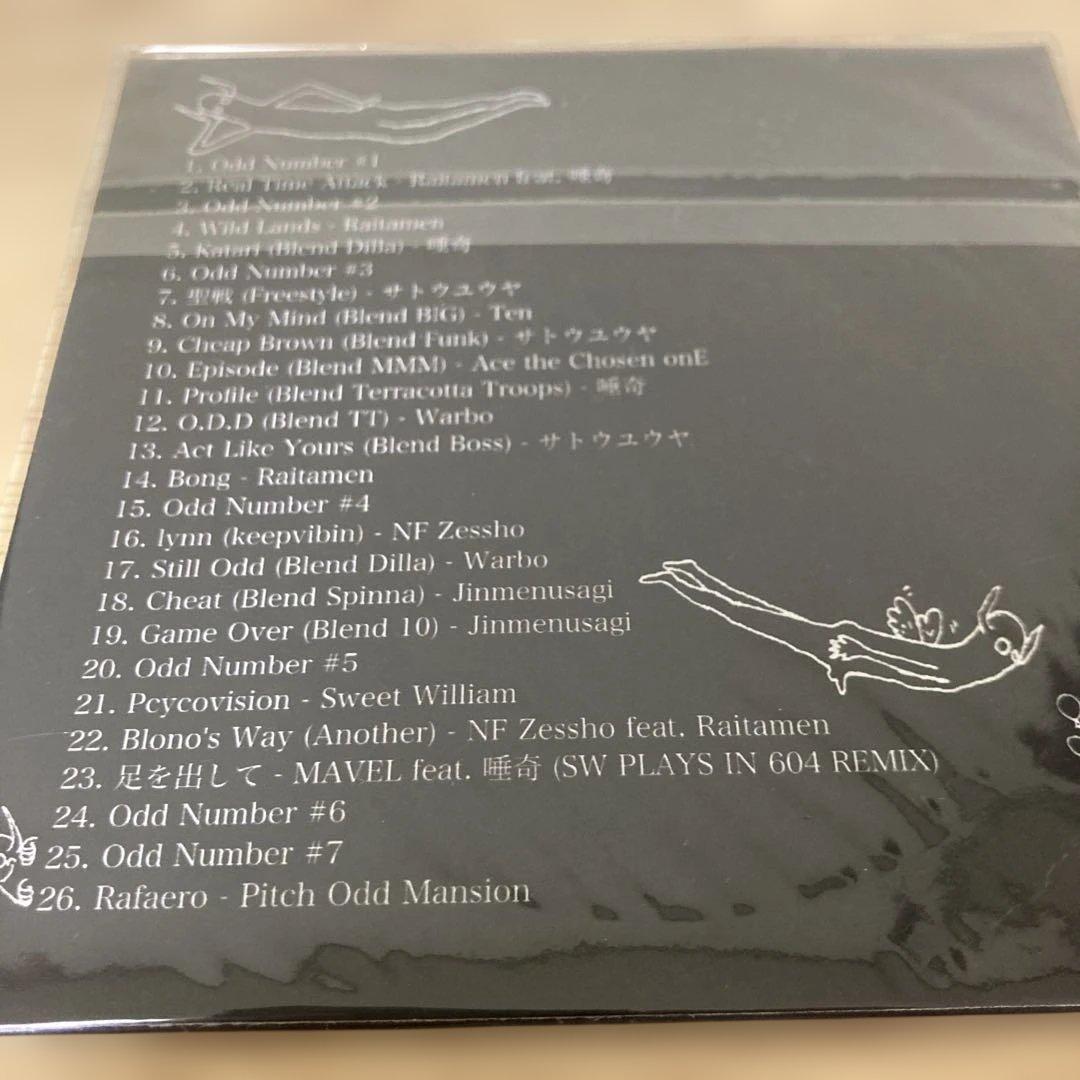 1. Odd Number #1
2. Real Time Attack - Raitamen feat. 唾奇
3. Odd Number #2
4. Wild Lands - Raitamen
5. Katari (Blend Dilla) - 唾奇
6. Odd Number #3
7. 聖戦 (Freestyle) - サトウユウヤ
8. On My Mind (Blend BIG) - Ten
9. Cheap Brown (Blend Funk) - サトウユウヤ
10. Episode (Blend MMM) - Ace the Chosen onE
11. Profile (Blend Terracotta Troops) - 唾奇
12. O.D.D (Blend TT) - Warbo
13. Act Like Yours (Blend Boss) - サトウユウヤ
14. Bong - Raitamen
15. Odd Number #4
16. lynn (keepvibin) - NF Zessho
17. Still Odd (Blend Dilla) - Warbo
18. Cheat (Blend Spinna) - Jinmenusagi
19. Game Over (Blend 10) - Jinmenusagi
20. Odd Number #5
21. Pcycovision - Sweet William
22. Blono's Way (Another) - NF Zessho feat. Raitamen
23. 足を出して - MAVEL feat. 唾奇 (SW PLAYS IN 604 REMIX)
24. Odd Number #6
25. Odd Number #7
26. Rafaero - Pitch Odd Mansion